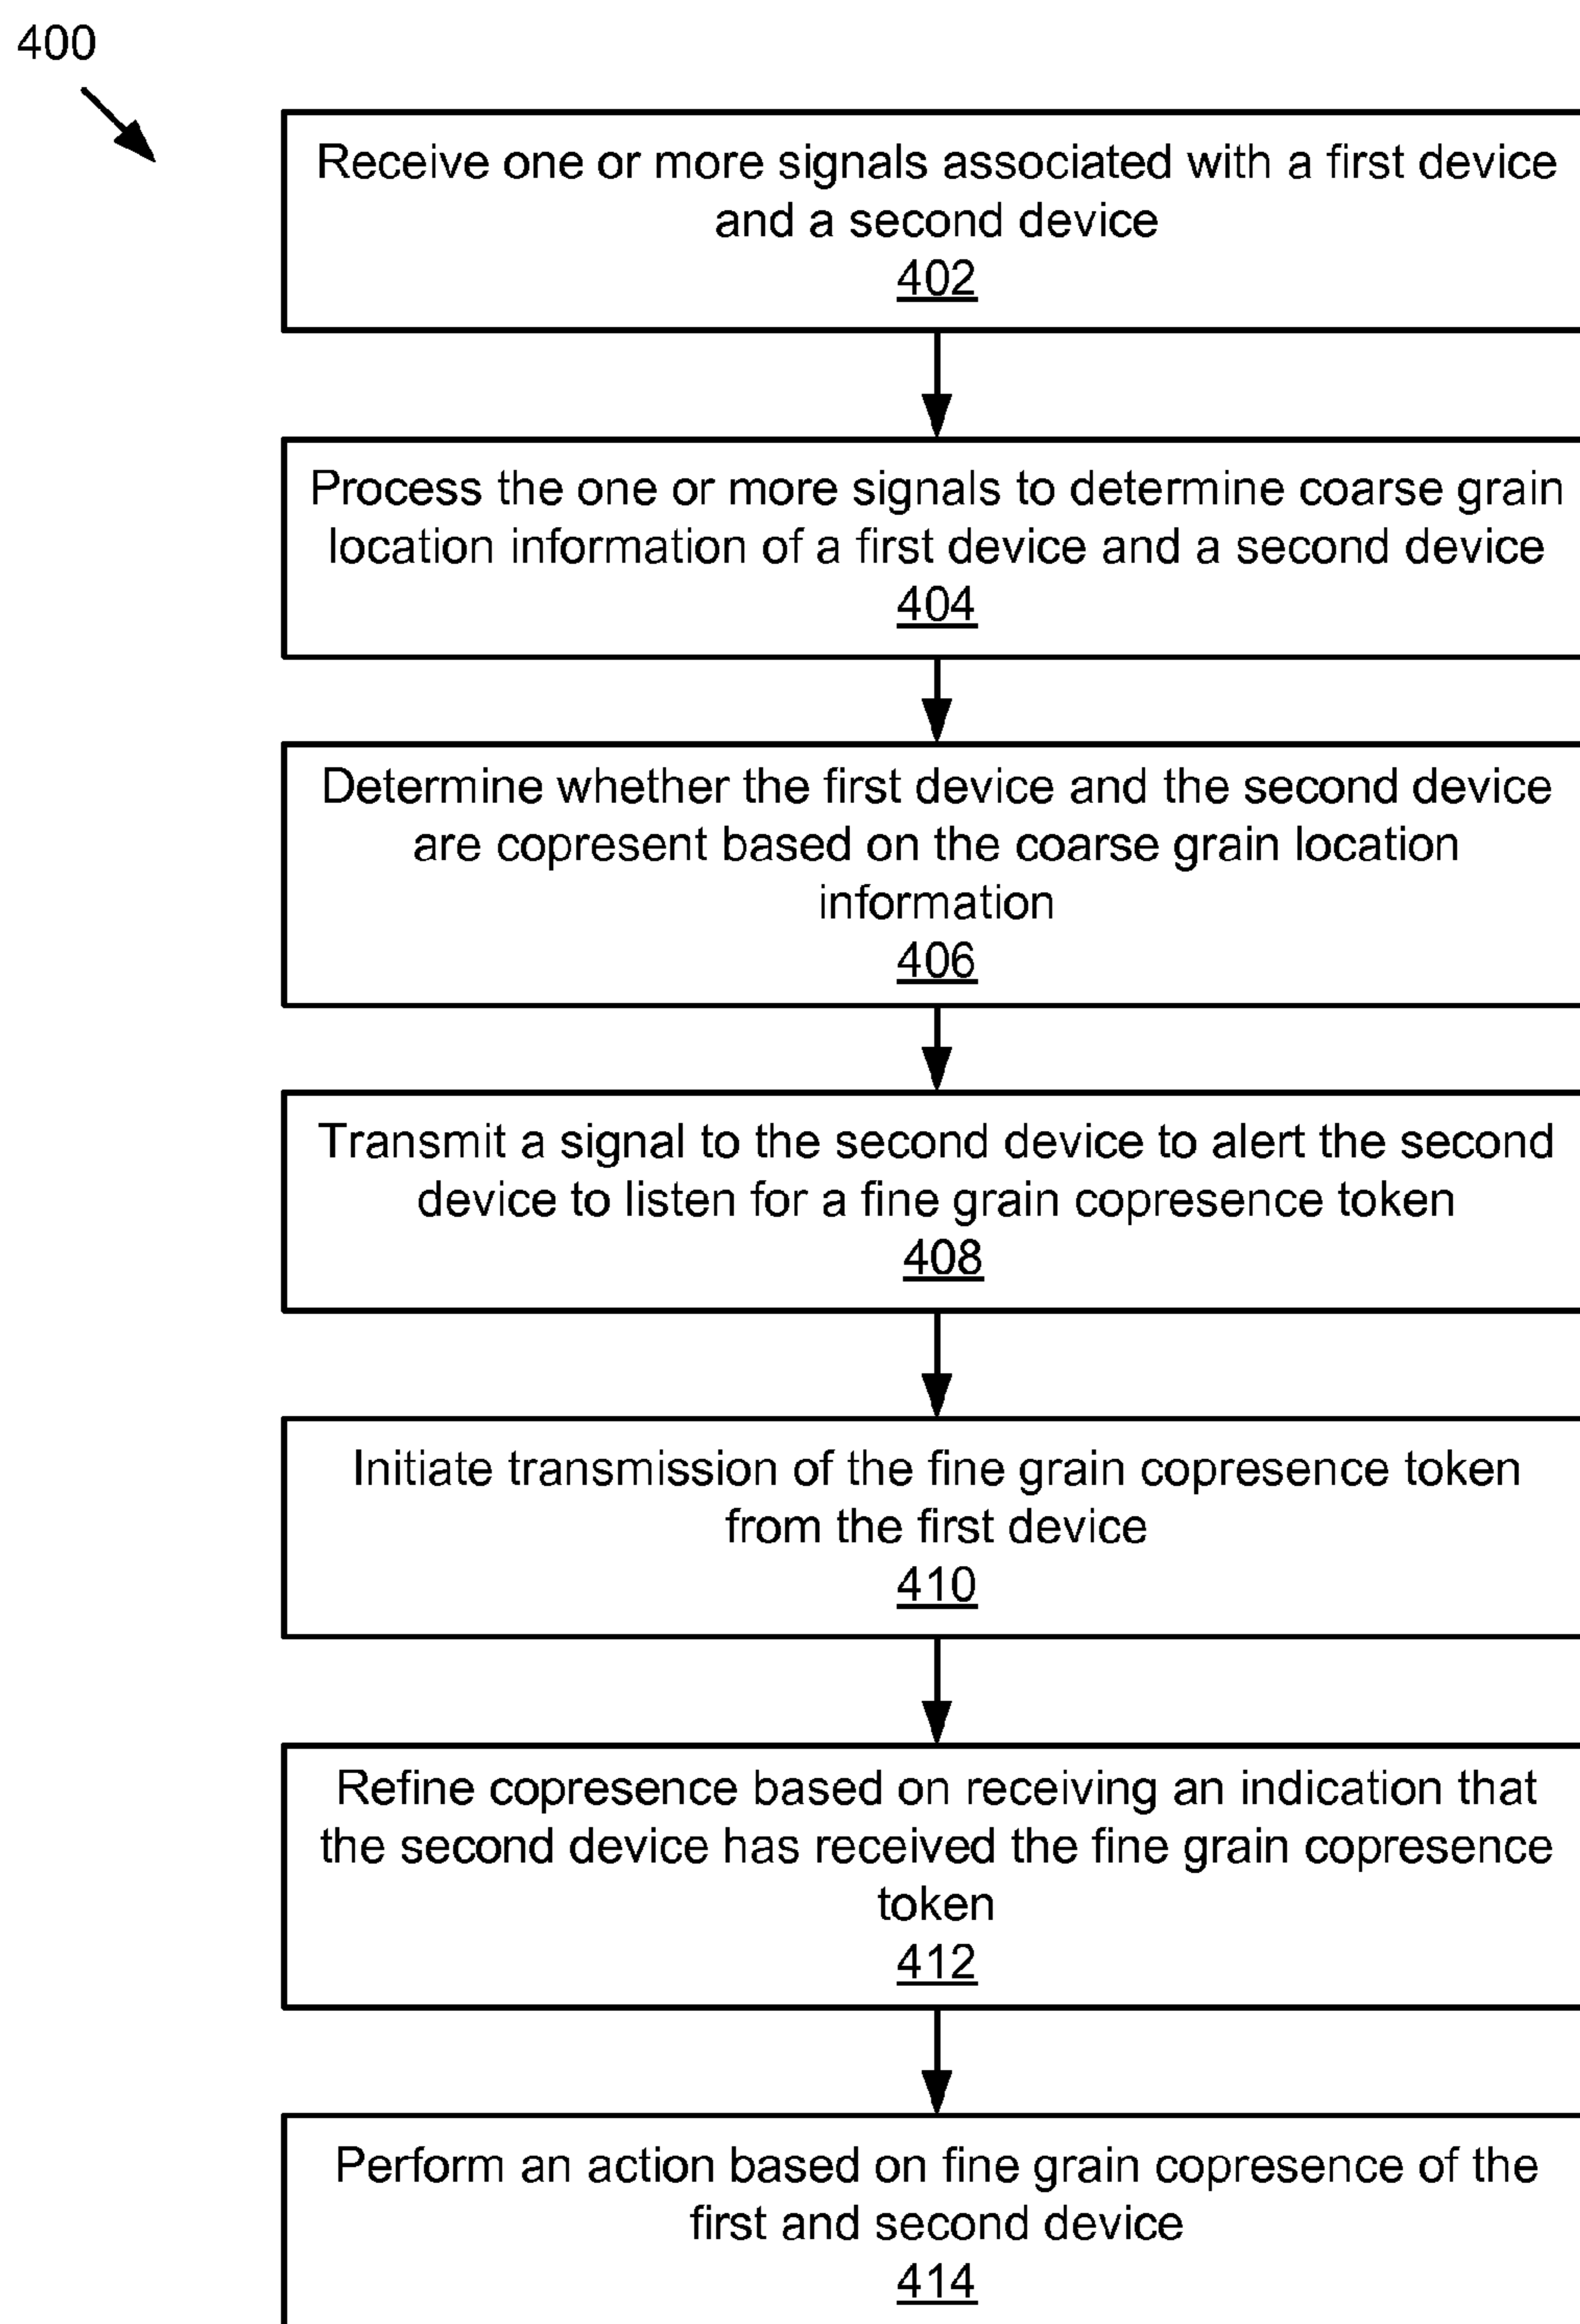 400
Receive one or more signals associated with a first device
and a second device
402
Process the one or more signals to determine coarse grain
location information of a first device and a second device
404
Determine whether the first device and the second device
are copresent based on the coarse grain location
information
406
Transmit a signal to the second device to alert the second
device to listen for a fine grain copresence token
408
Initiate transmission of the fine grain copresence token
from the first device
410
Refine copresence based on receiving an indication that
the second device has received the fine grain copresence
token
412
Perform an action based on fine grain copresence of the
first and second device
414